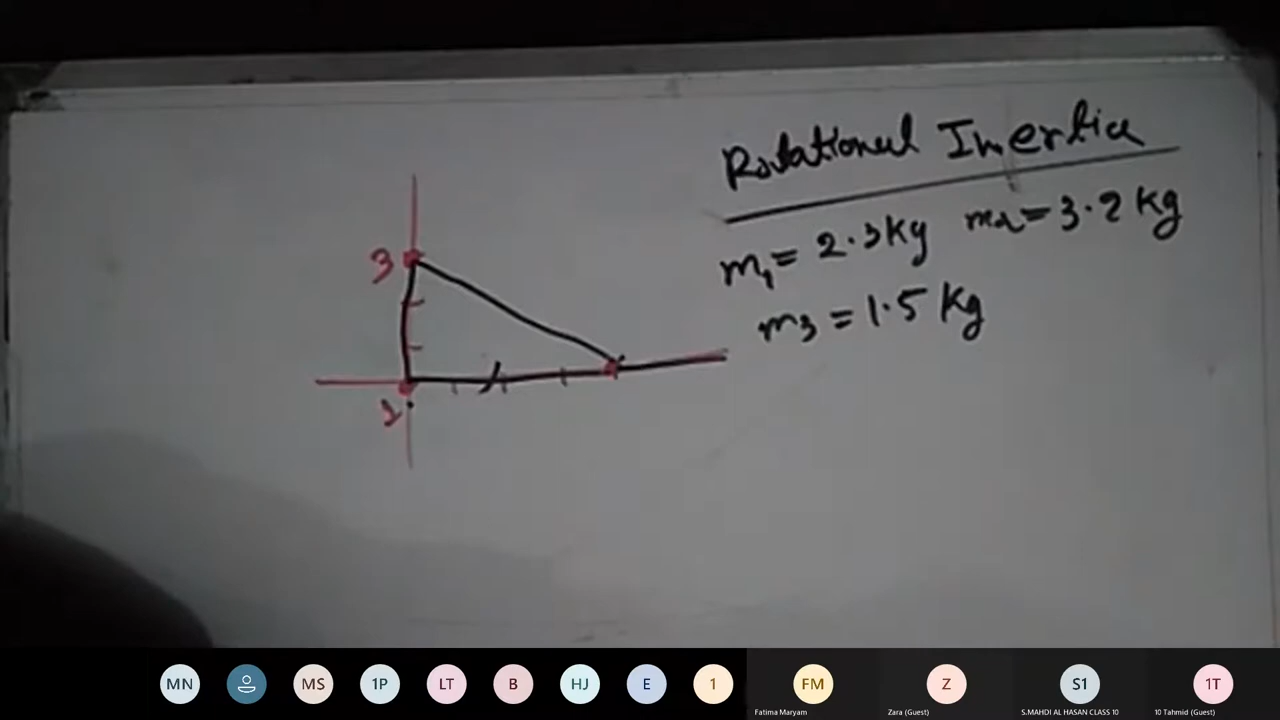 Rotational Inertia
m1 = 2.3 Kg m2 = 3.2 Kg
m3 = 1.5 Kg
3
1
MN MS 1P LT B HJ E 1 FM Z S1 1T
Fatima Maryam Zara (Guest) S.MAHDI AL HASAN CLASS 10 10 Tahmid (Guest)